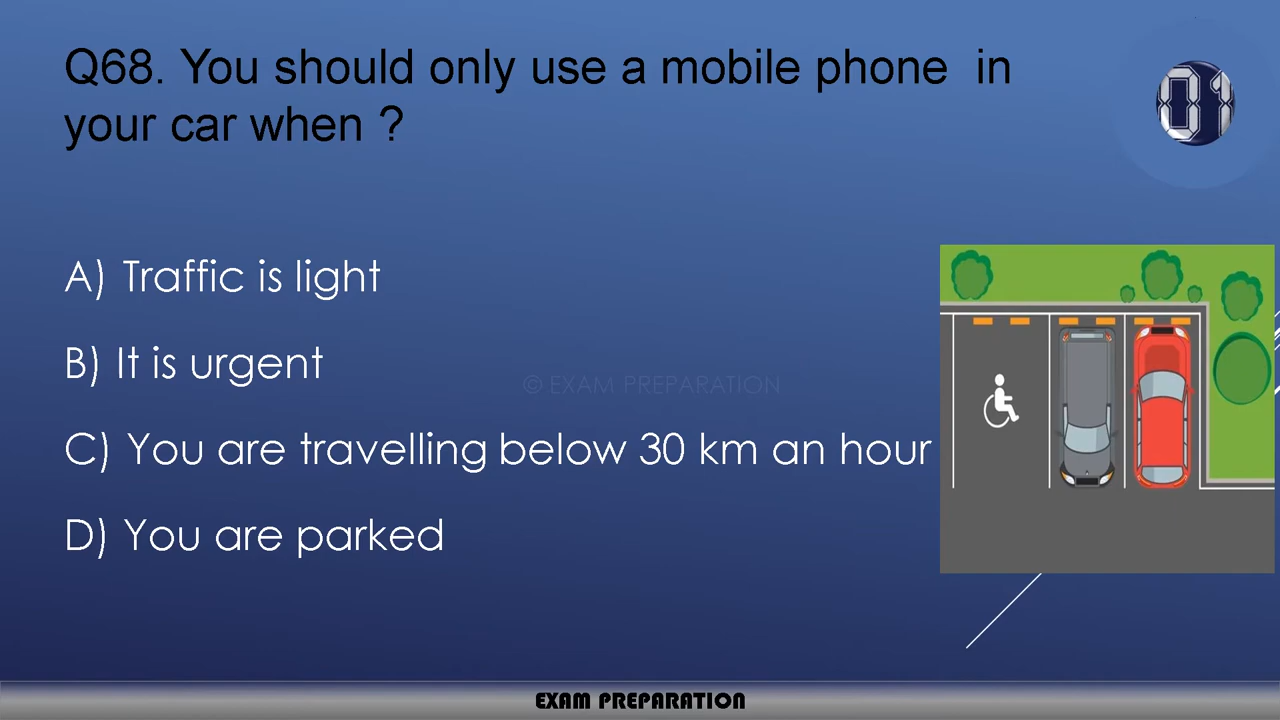 Q68. You should only use a mobile phone in
your car when ?
01
A) Traffic is light
B) It is urgent
© EXAM PREPARATION
C) You are travelling below 30 km an hour
D) You are parked
EXAM PREPARATION